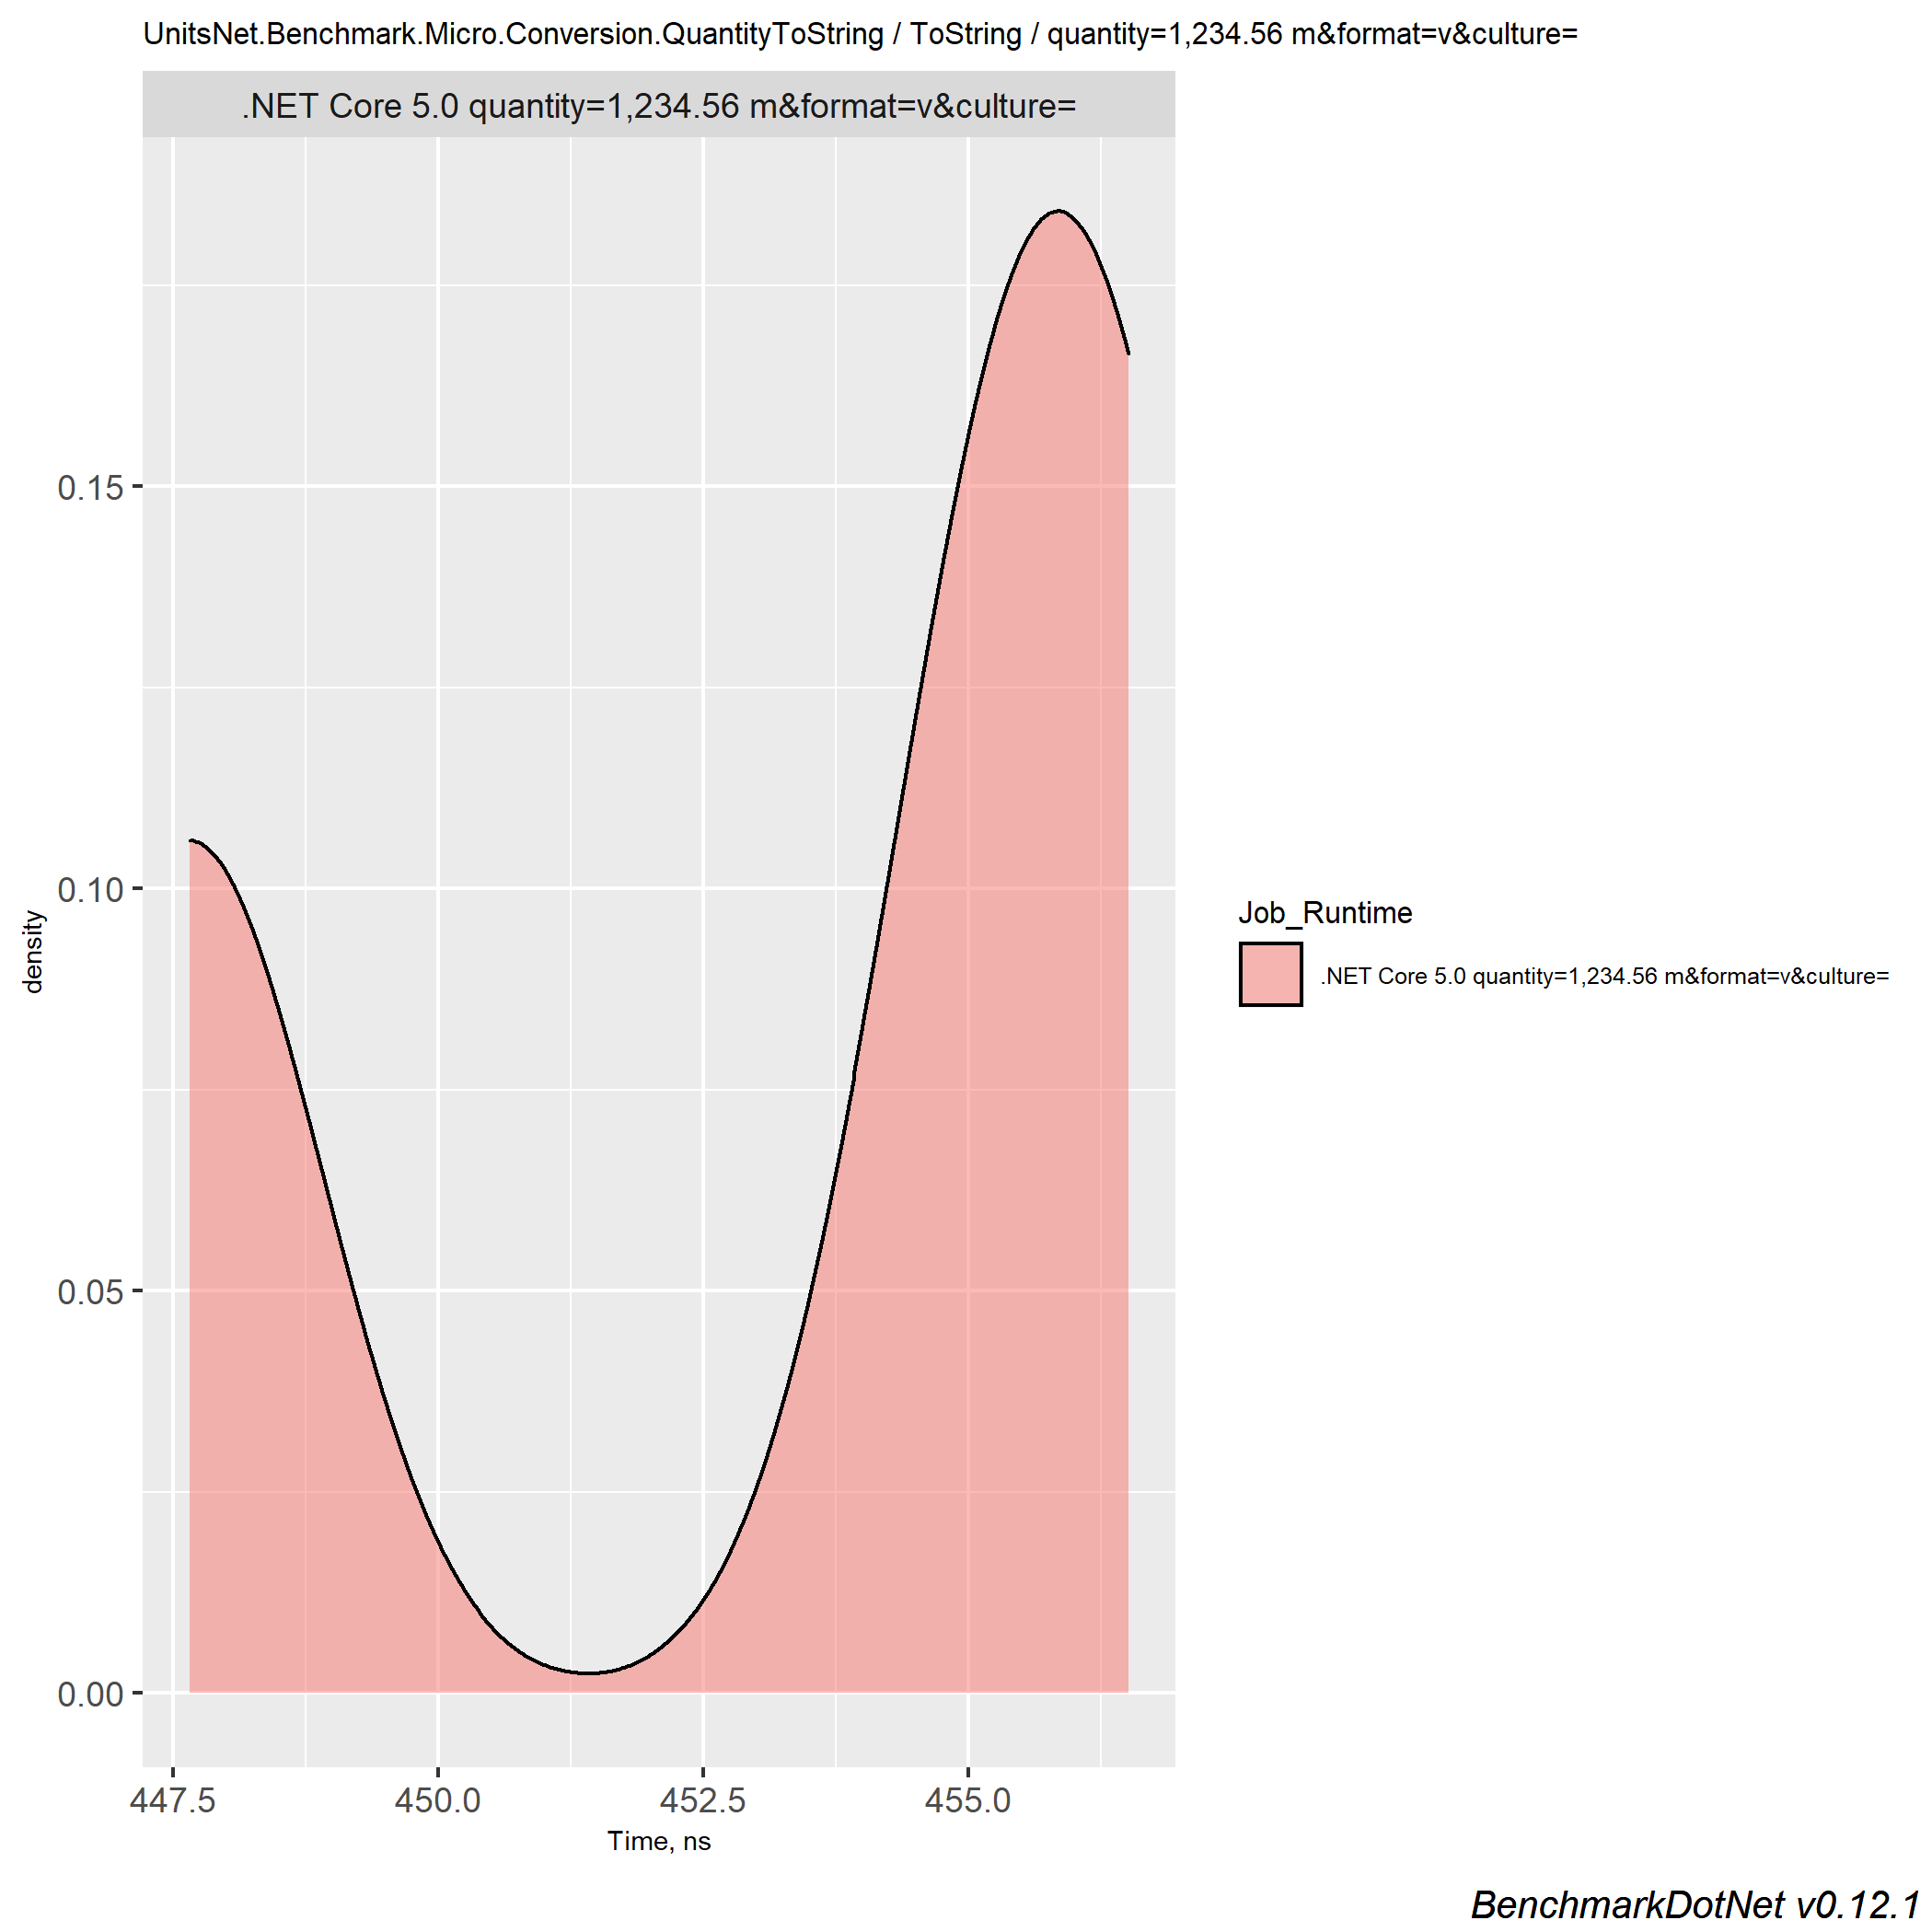 UnitsNet.Benchmark.Micro.Conversion.QuantityToString / ToString / quantity=1,234.56 m&format=v&culture=
.NET Core 5.0 quantity=1,234.56 m&format=v&culture=
0.15
0.10
0.05
0.00
density
447.5 450.0 452.5 455.0
Time, ns
Job_Runtime
.NET Core 5.0 quantity=1,234.56 m&format=v&culture=
BenchmarkDotNet v0.12.1